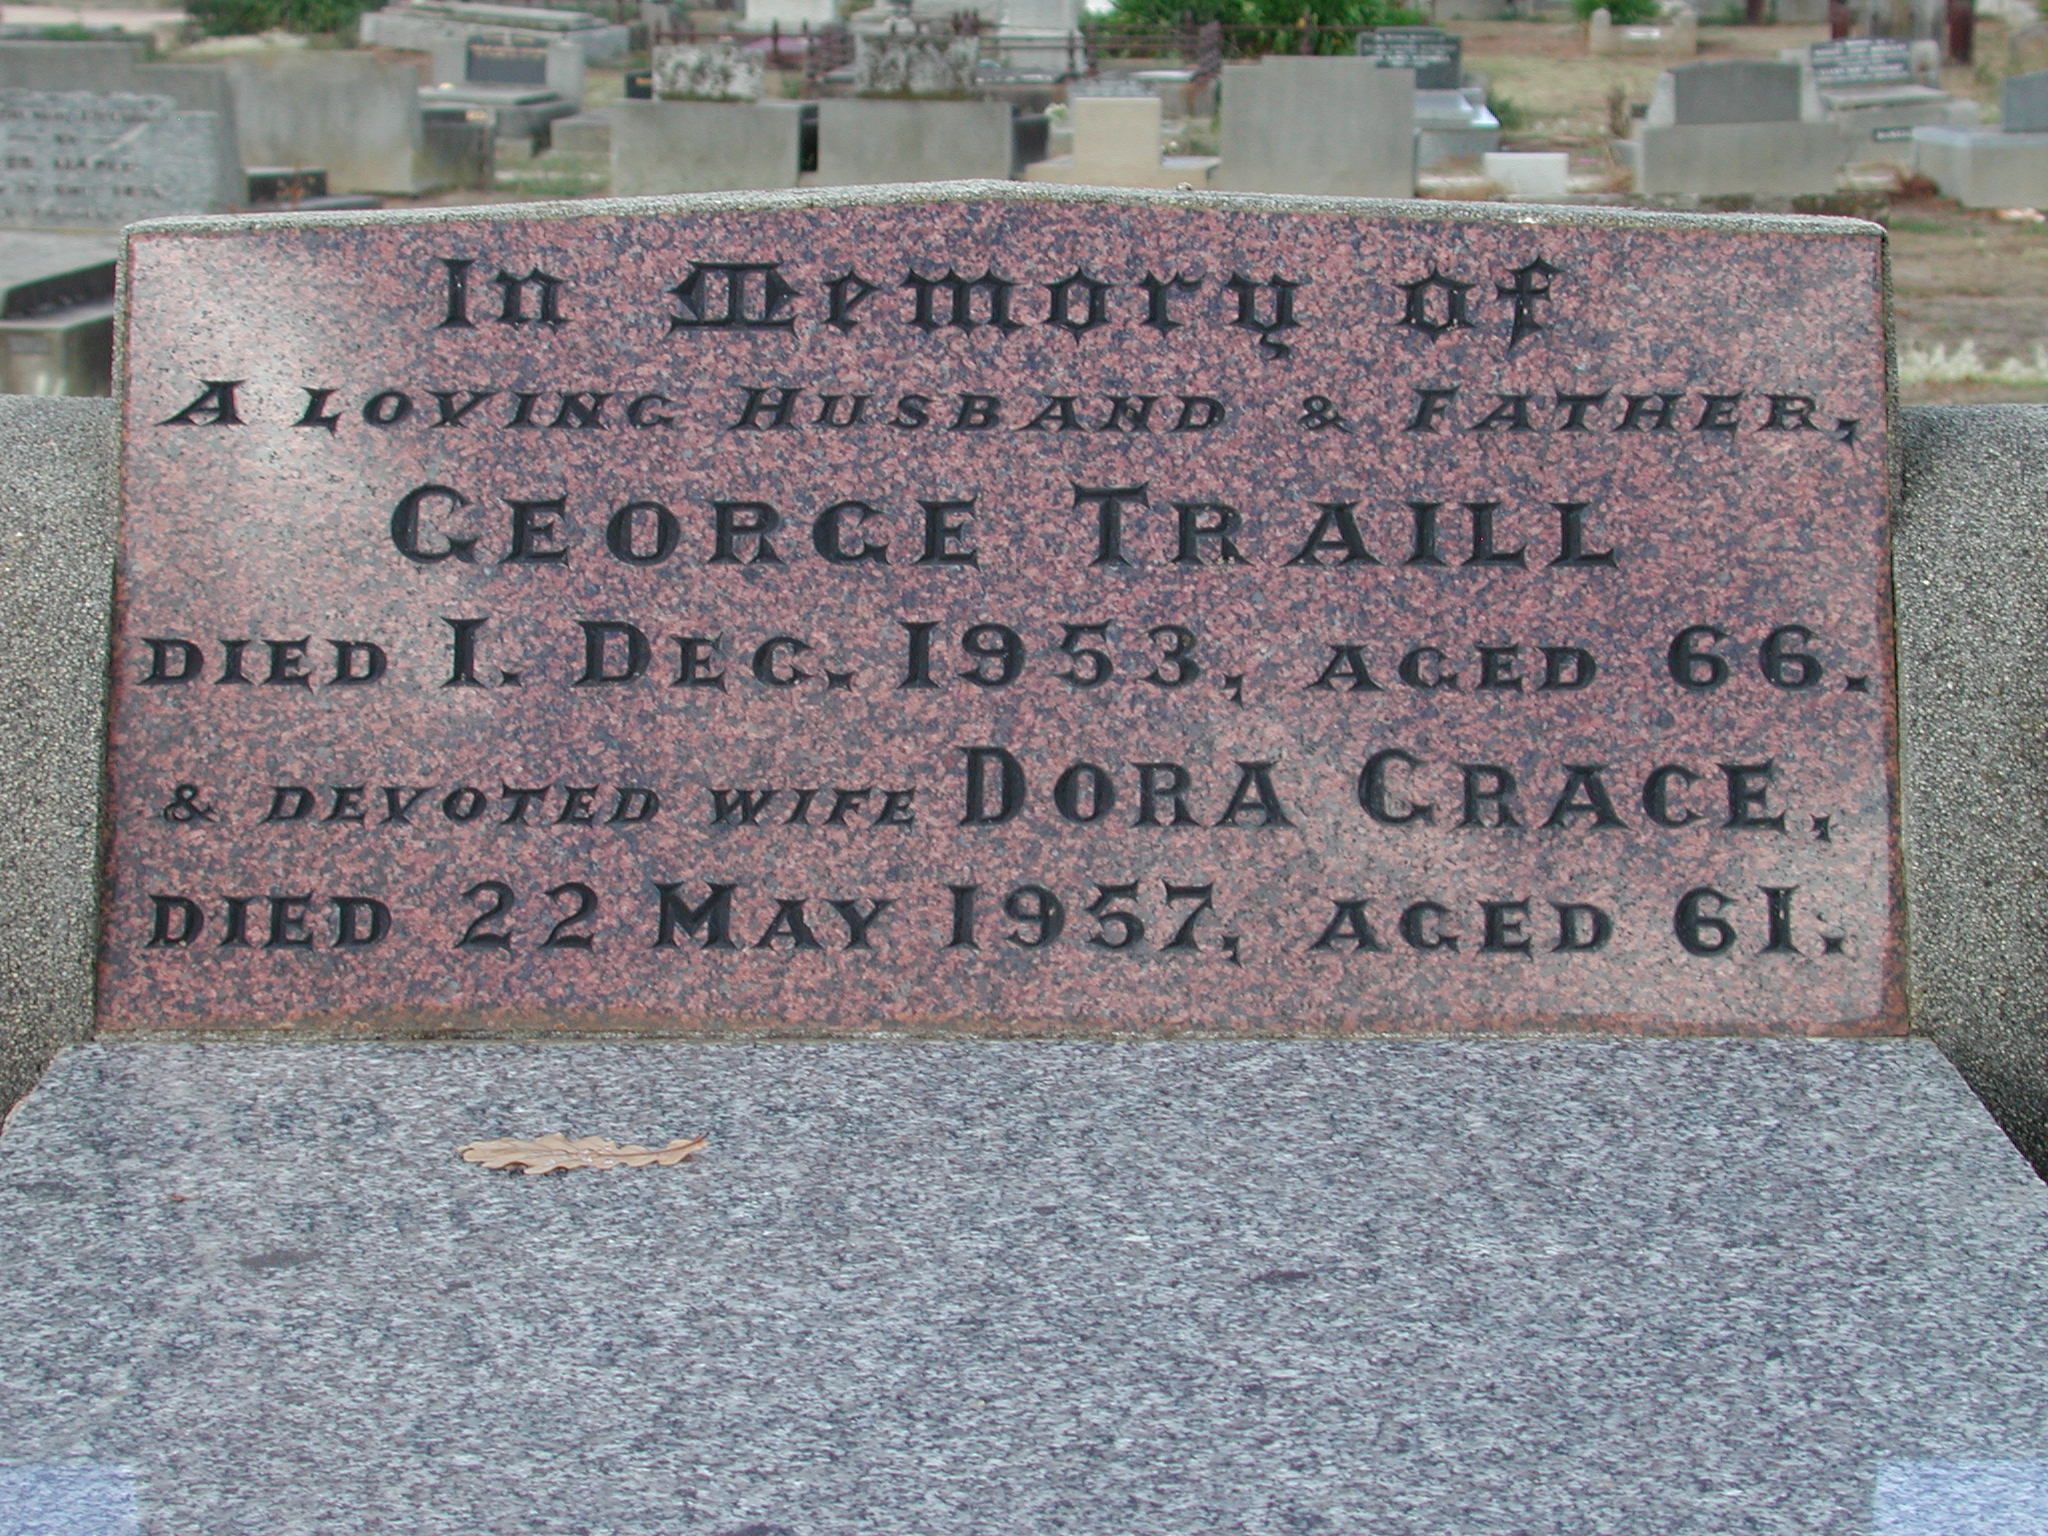 In Memory of
A LOVING HUSBAND & FATHER,
GEORGE TRAILL
DIED 1. DEC. 1953, AGED 66.
& DEVOTED WIFE DORA GRACE,
DIED 22 MAY 1957, AGED 61.